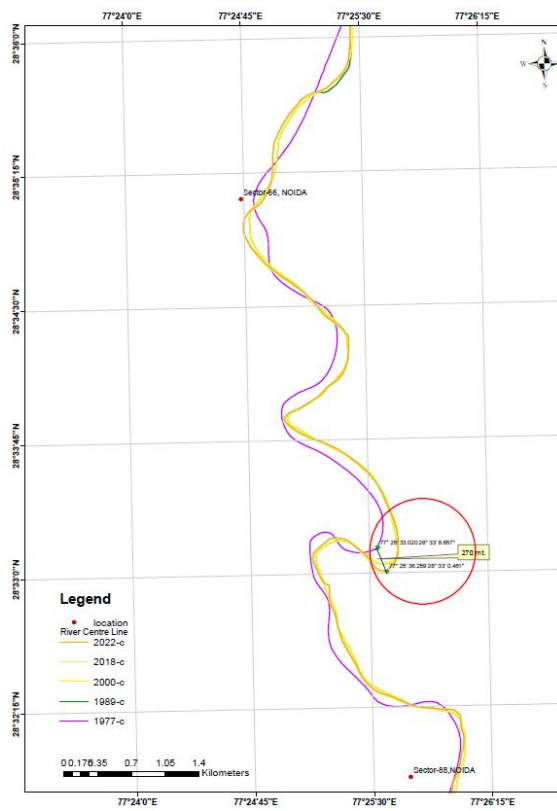 77°24'0"E 77°24'45"E 77°25'30"E 77°26'15"E
28°36'0"N
N
W E
S
28°35'15"N
Sector-66, NOIDA
28°34'30"N
28°33'45"N
77° 25' 33.020 28° 33' 8.657"
270 mt.
77° 25' 36.259 28° 33' 0.461"
28°33'0"N
Legend
location
River Centre Line
2022-c
2018-c
2000-c
1989-c
1977-c
28°32'15"N
0 0.175 0.35 0.7 1.05 1.4
Kilometers
Sector-88,NOIDA
77°24'0"E 77°24'45"E 77°25'30"E 77°26'15"E